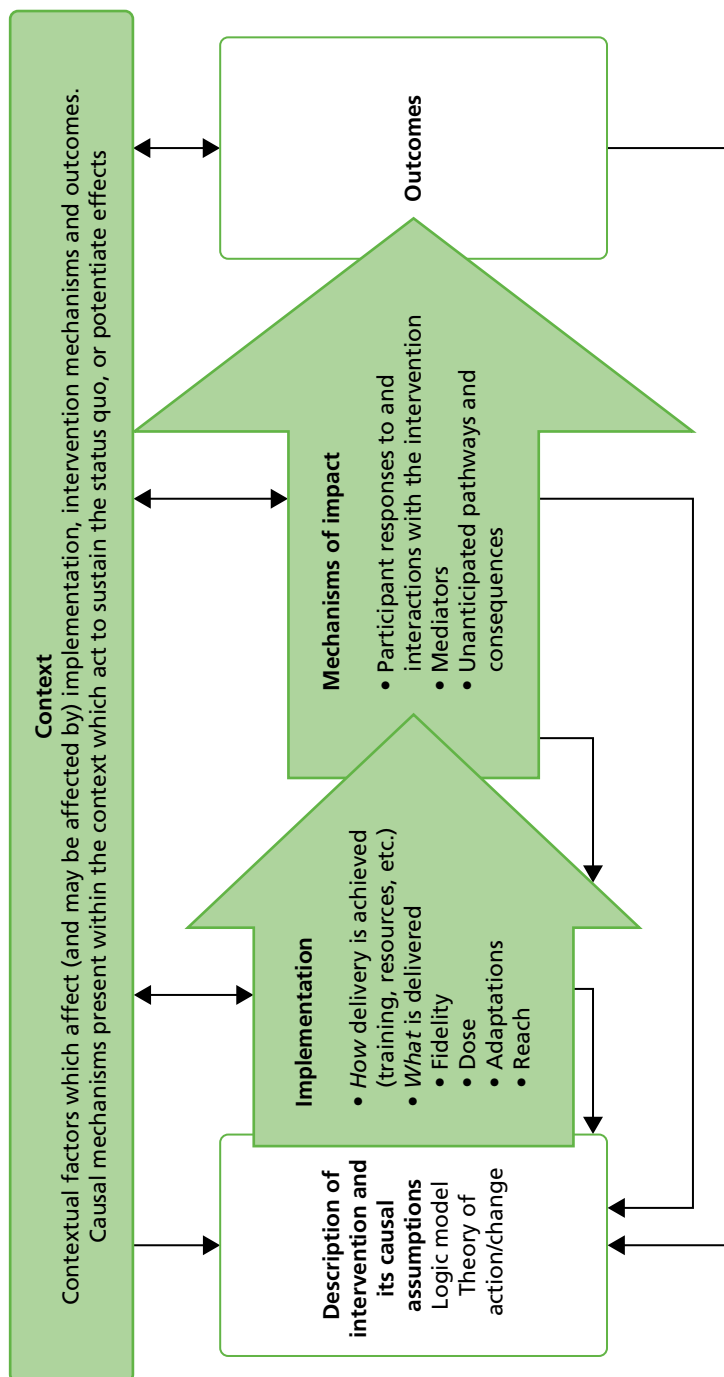 Context
Contextual factors which affect (and may be affected by) implementation, intervention mechanisms and outcomes.
Causal mechanisms present within the context which act to sustain the status quo, or potentiate effects
Description of
intervention and
its causal
assumptions
Logic model
Theory of
action/change
Implementation
• How delivery is achieved
(training, resources, etc.)
• What is delivered
• Fidelity
• Dose
• Adaptations
• Reach
Mechanisms of impact
• Participant responses to and
interactions with the intervention
• Mediators
• Unanticipated pathways and
consequences
Outcomes